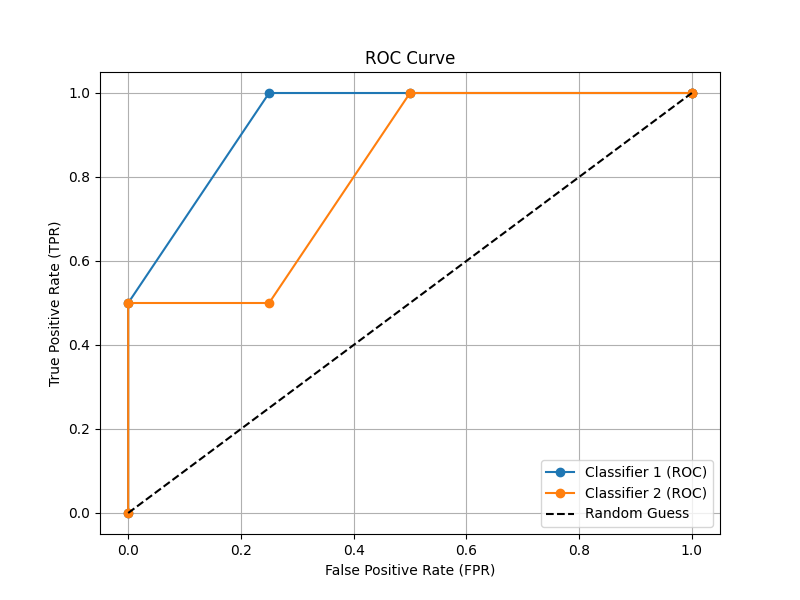 ROC Curve
True Positive Rate (TPR)
1.0
0.8
0.6
0.4
0.2
0.0
Classifier 1 (ROC)
Classifier 2 (ROC)
Random Guess
0.0 0.2 0.4 0.6 0.8 1.0
False Positive Rate (FPR)